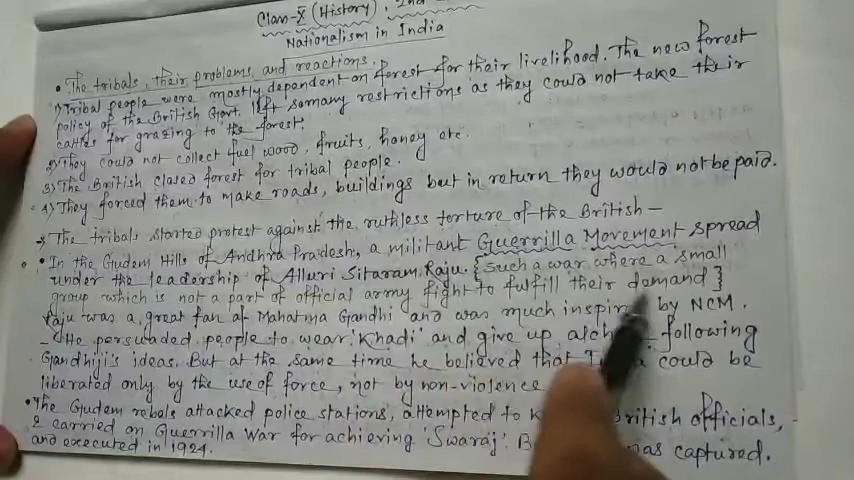 Class-X (History), 2nd
Nationalism in India
• The tribals, their problems and reactions.
1) Tribal people were mostly dependent on forest for their livelihood. The new forest
policy of the British Govt. left somany restrictions as they could not take their
cattles for grazing to the forest.
2) They could not collect fuel wood, fruits, honey etc.
3) The British closed forest for tribal people.
4) They forced them to make roads, buildings but in return they would not be paid.
→ The tribals started protest against the ruthless torture of the British —
• In the Gudem Hills of Andhra Pradesh, a militant Guerrilla Movement spread
under the leadership of Alluri Sitaram Raju. {Such a war where a small
group which is not a part of official army fight to fulfill their demand}
Raju was a great fan of Mahatma Gandhi and was much by NCM.
- He persuaded people to wear 'Khadi' and give up following
Gandhiji's ideas. But at the same time he believed that could be
liberated only by the use of force, not by non-violence
• The Gudem rebels attacked police stations, attempted to British officials,
& carried on Guerrilla War for achieving 'Swaraj'. was captured.
and executed in 1924.